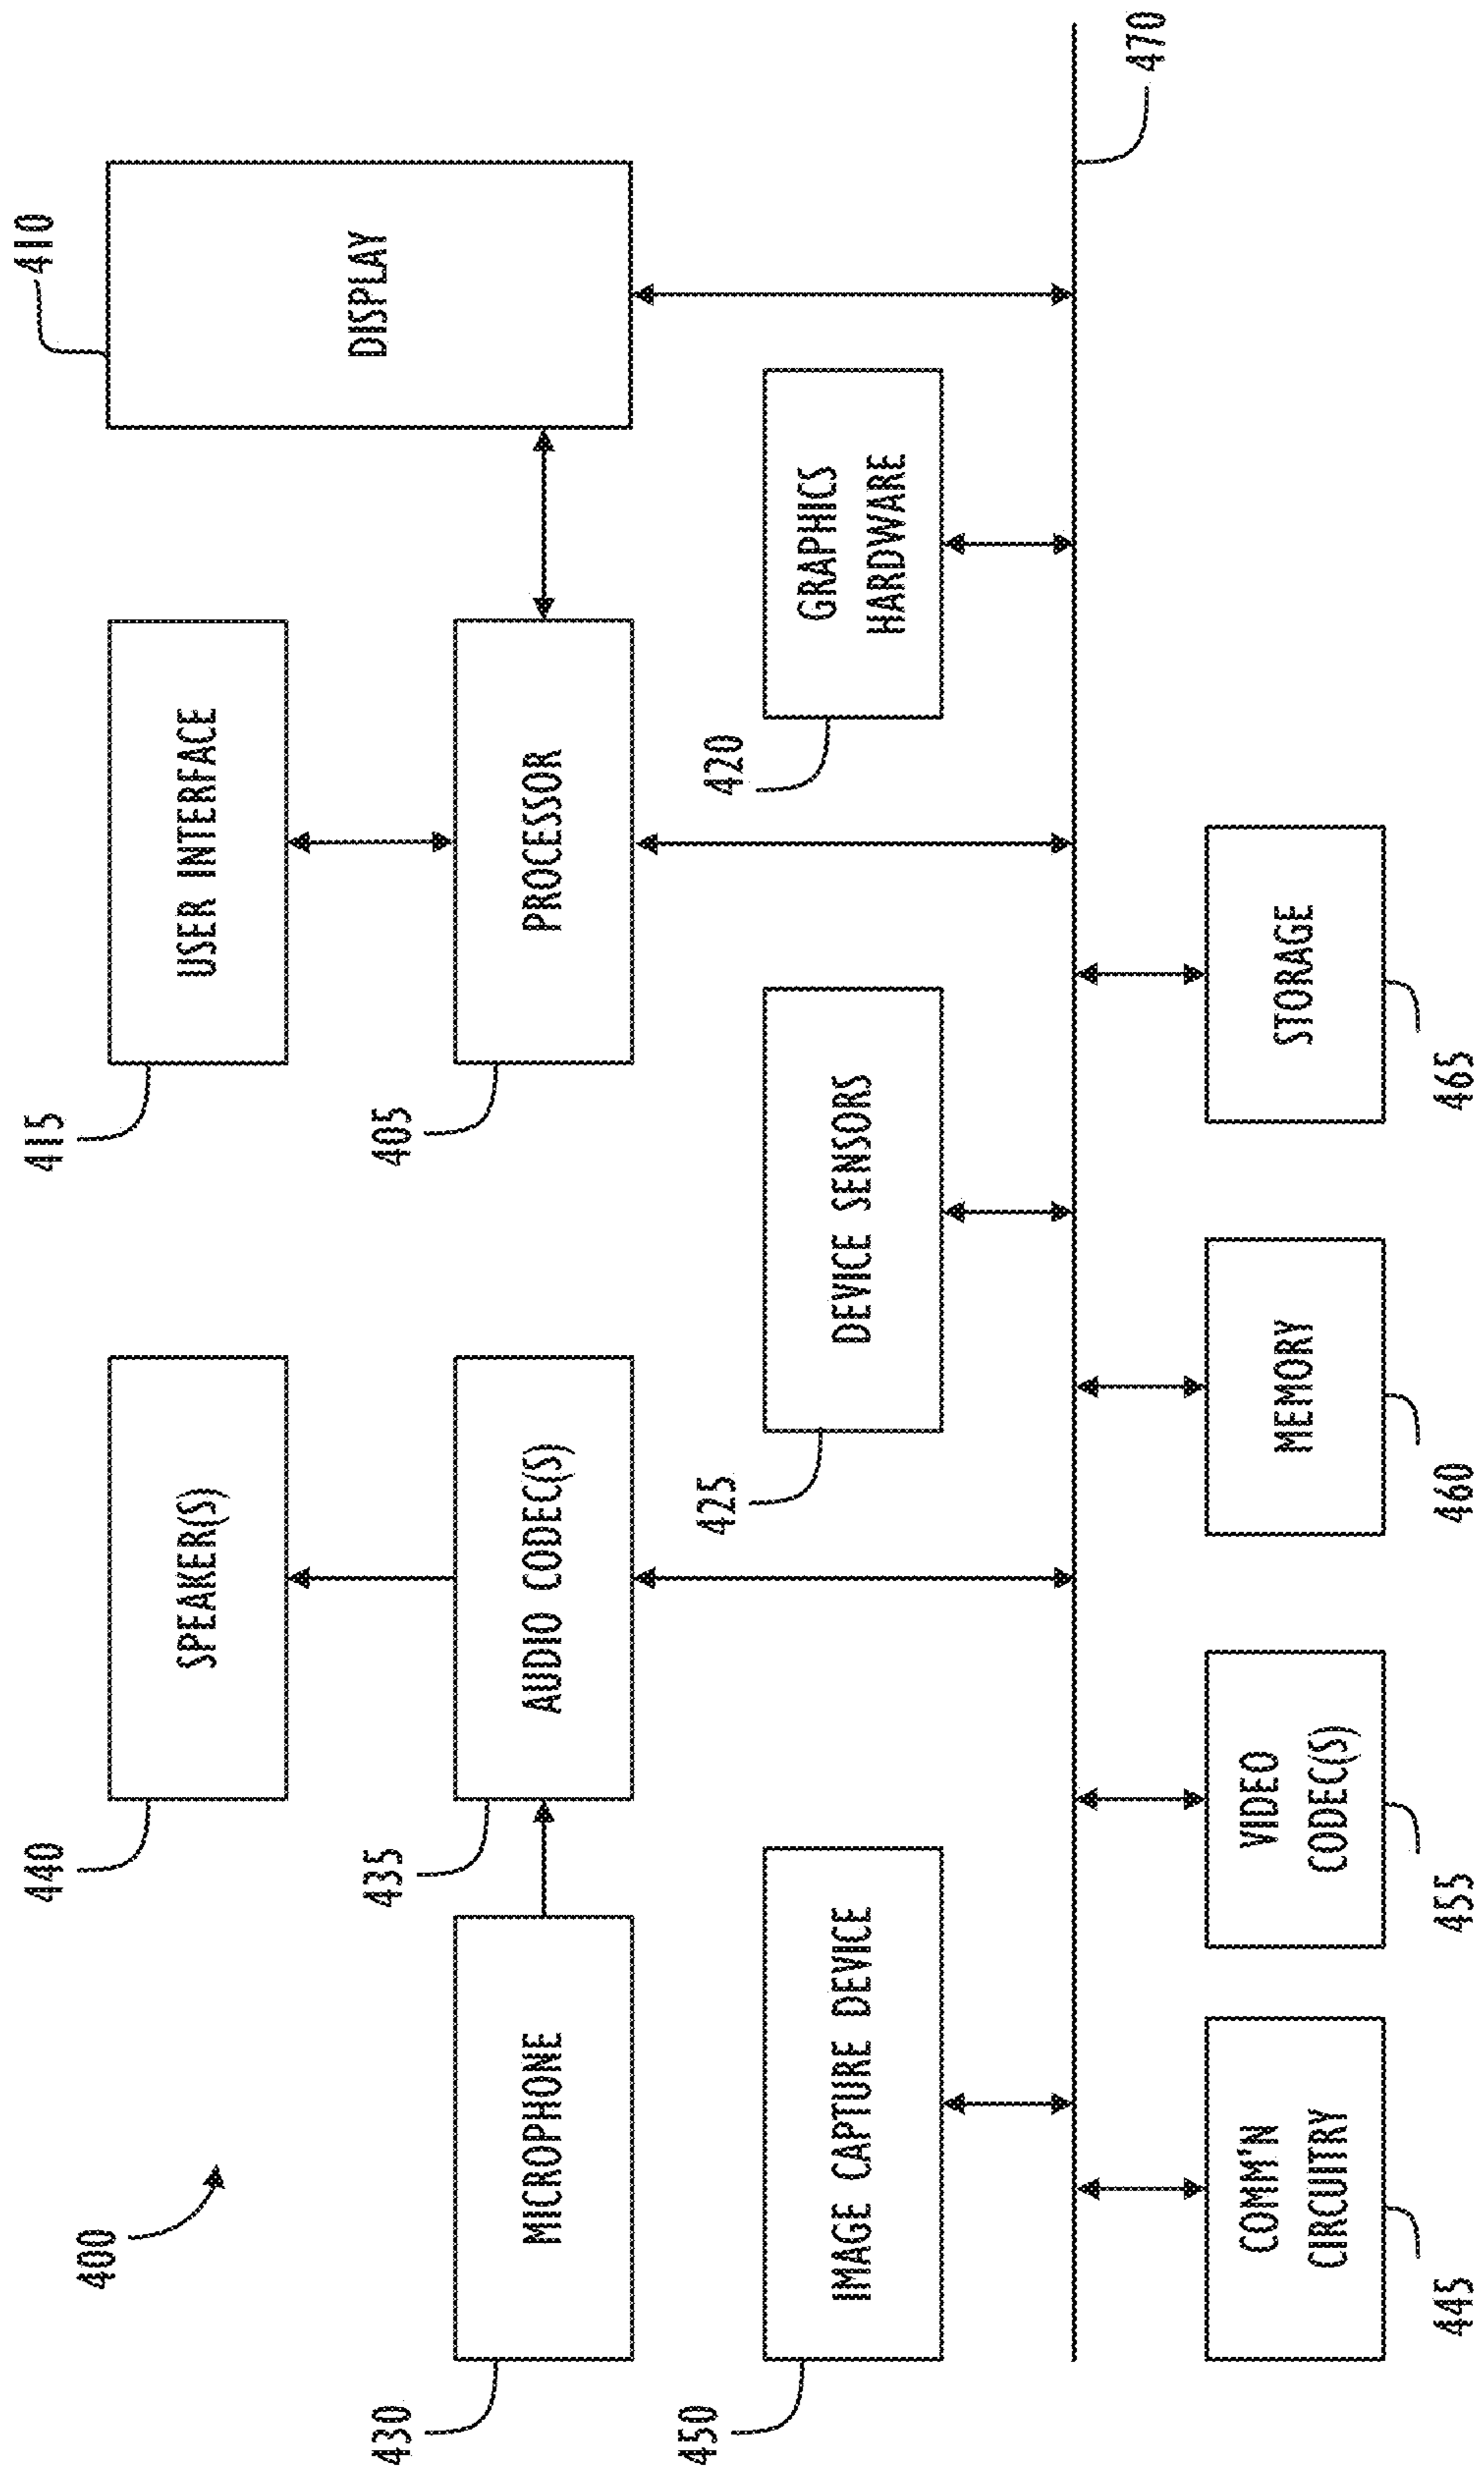 400
440
SPEAKER(S)
415
USER INTERFACE
410
DISPLAY
430
MICROPHONE
435
AUDIO CODEC(S)
405
PROCESSOR
450
IMAGE CAPTURE DEVICE
425
DEVICE SENSORS
420
GRAPHICS
HARDWARE
470
COMM'N
CIRCUITRY
445
VIDEO
CODEC(S)
455
MEMORY
460
STORAGE
465